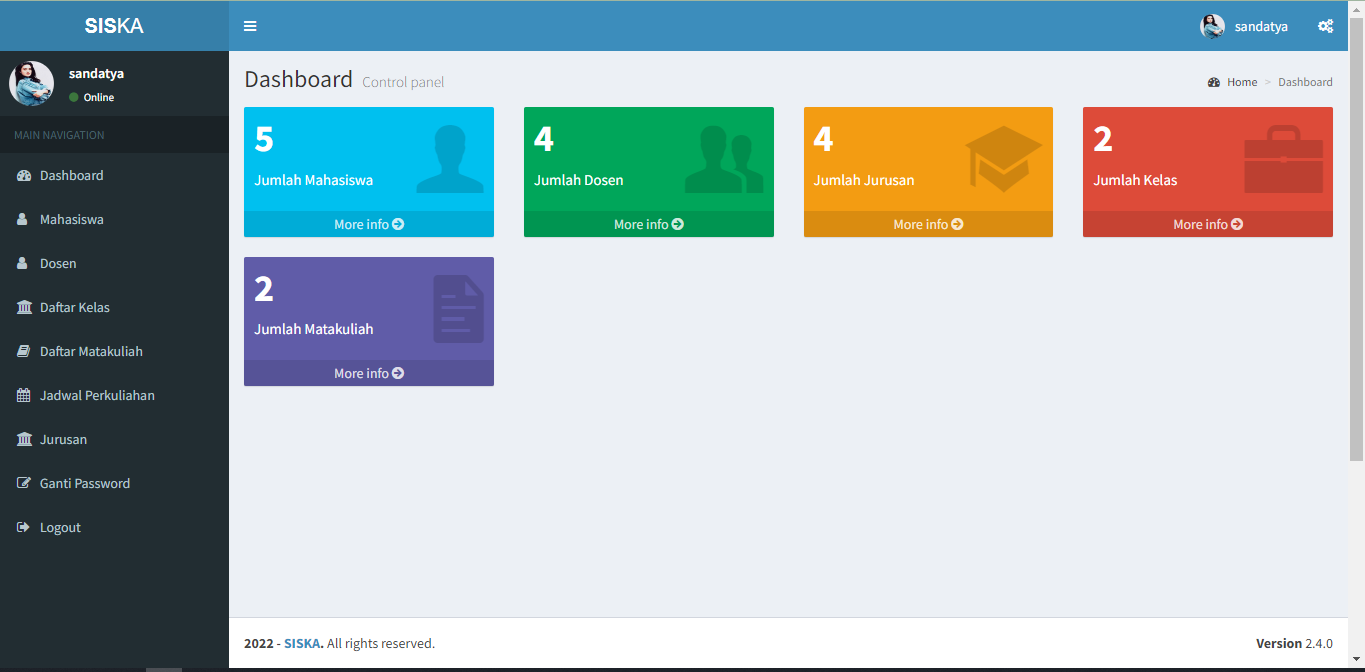 SISKA
sandatya
sandatya
Online
MAIN NAVIGATION
Dashboard
Mahasiswa
Dosen
Daftar Kelas
Daftar Matakuliah
Jadwal Perkuliahan
Jurusan
Ganti Password
Logout
Dashboard Control panel
Home > Dashboard
5
Jumlah Mahasiswa
More info
4
Jumlah Dosen
More info
4
Jumlah Jurusan
More info
2
Jumlah Kelas
More info
2
Jumlah Matakuliah
More info
2022 - SISKA. All rights reserved.
Version 2.4.0